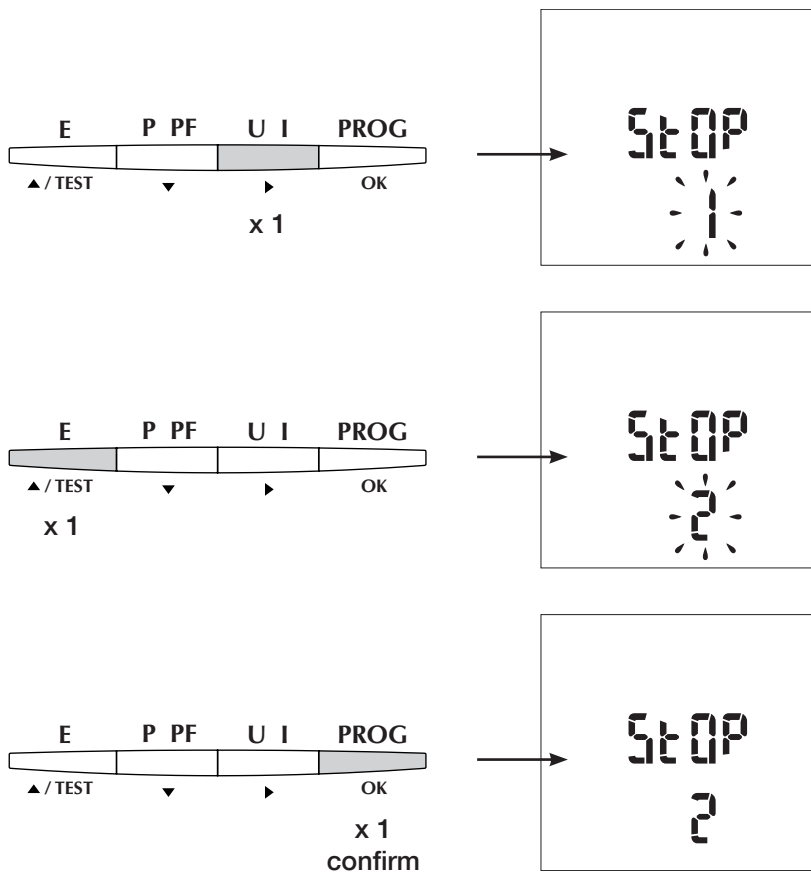 E P PF U I PROG
▲ / TEST ▼ ► OK
x 1
StOP
1
E P PF U I PROG
▲ / TEST ▼ ► OK
x 1
StOP
2
E P PF U I PROG
▲ / TEST ▼ ► OK
x 1
confirm
StOP
2